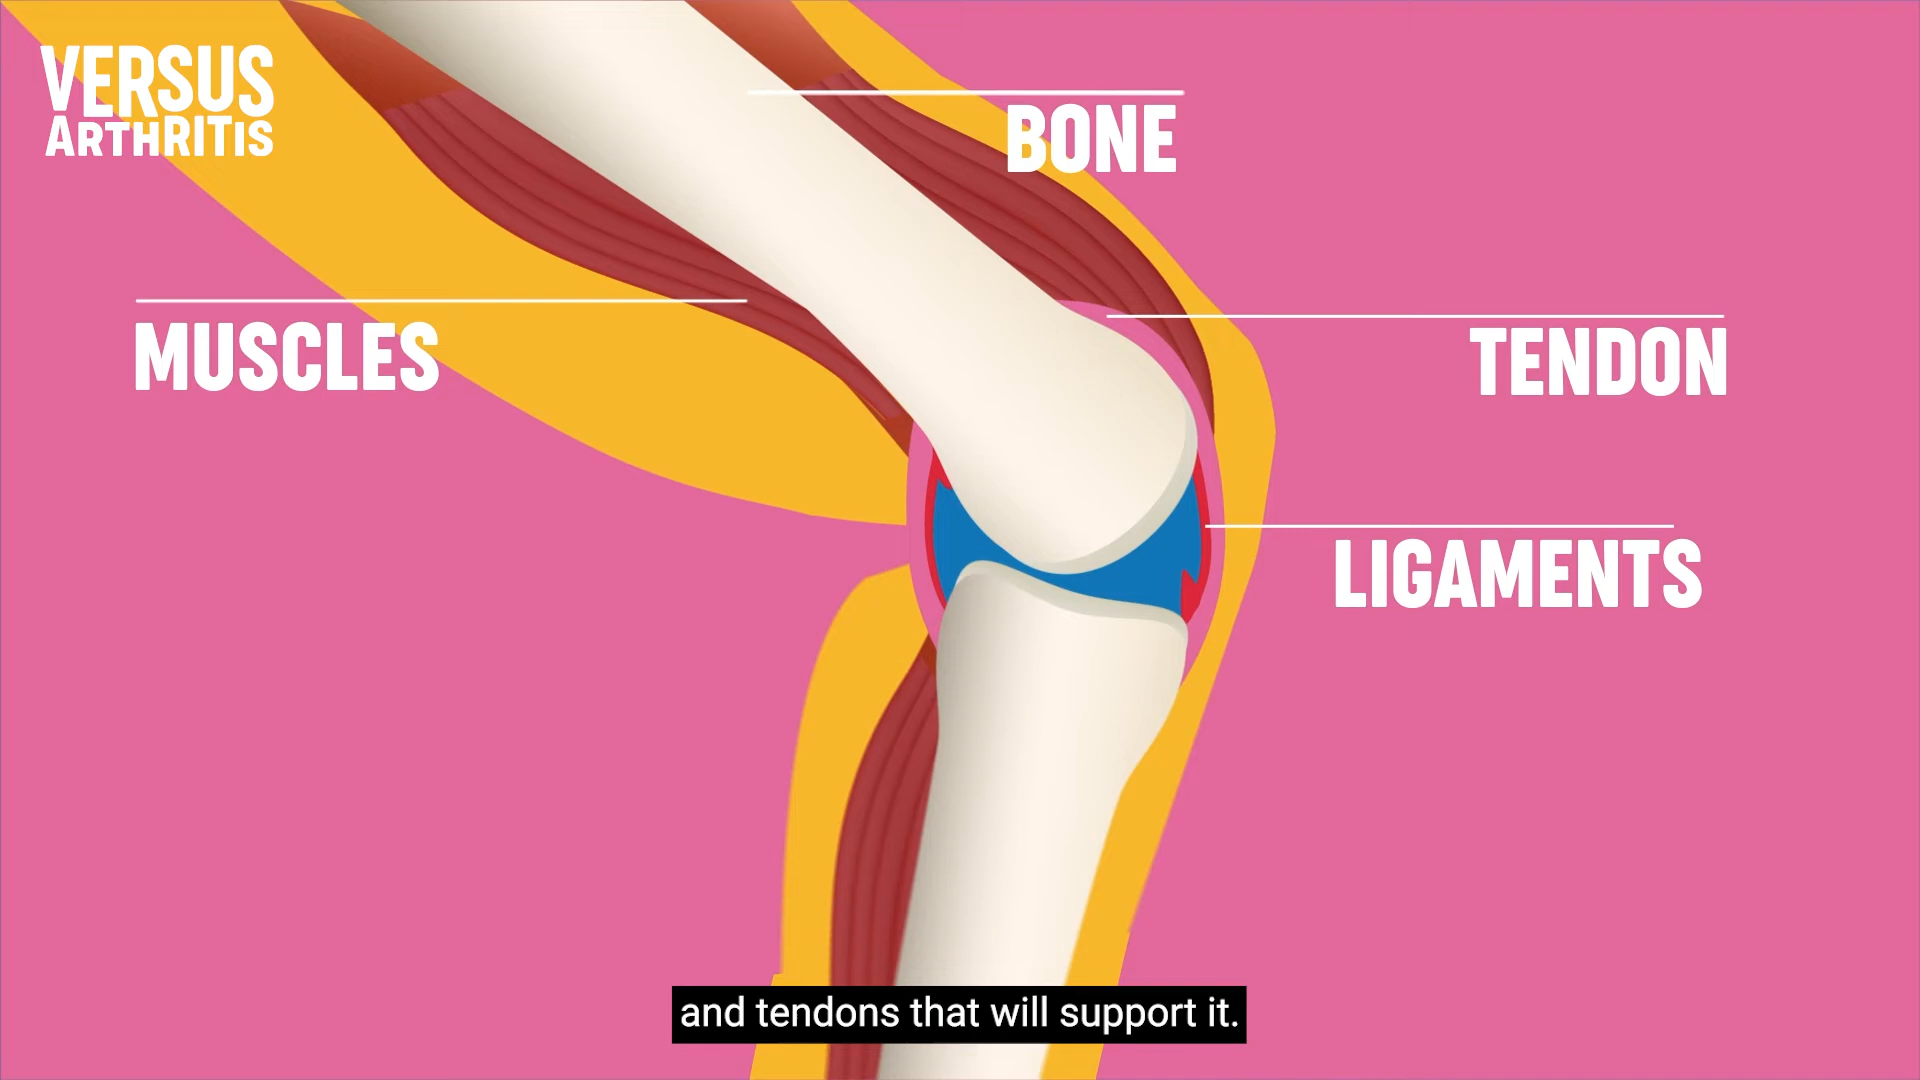 VERSUS
ARTHRITIS
BONE
MUSCLES
TENDON
LIGAMENTS
and tendons that will support it.